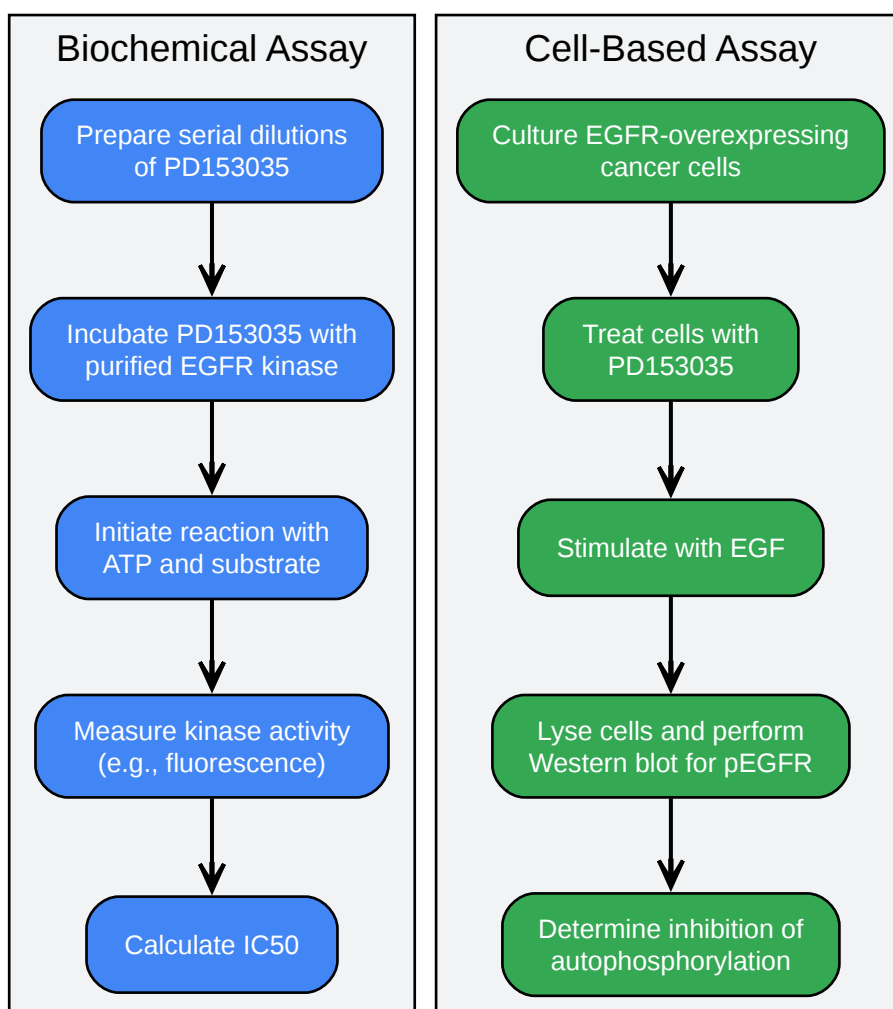 Biochemical Assay
Prepare serial dilutions
of PD153035
Incubate PD153035 with
purified EGFR kinase
Initiate reaction with
ATP and substrate
Measure kinase activity
(e.g., fluorescence)
Calculate IC50
Cell-Based Assay
Culture EGFR-overexpressing
cancer cells
Treat cells with
PD153035
Stimulate with EGF
Lyse cells and perform
Western blot for pEGFR
Determine inhibition of
autophosphorylation